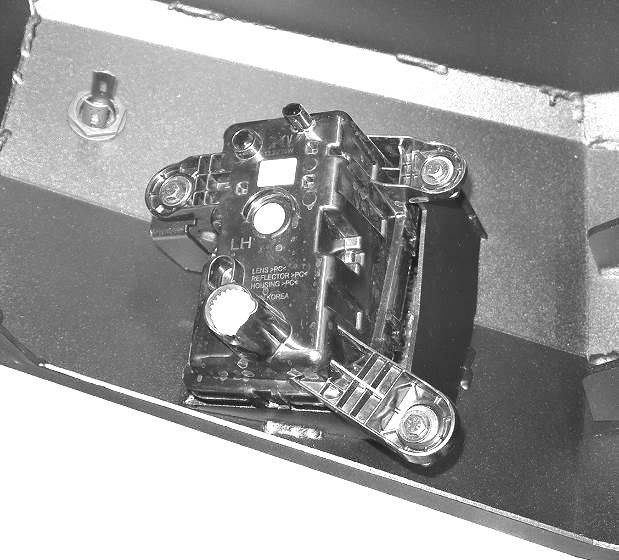 LH
LENS >PC<
REFLECTOR >PC<
HOUSING >PC<
KOREA